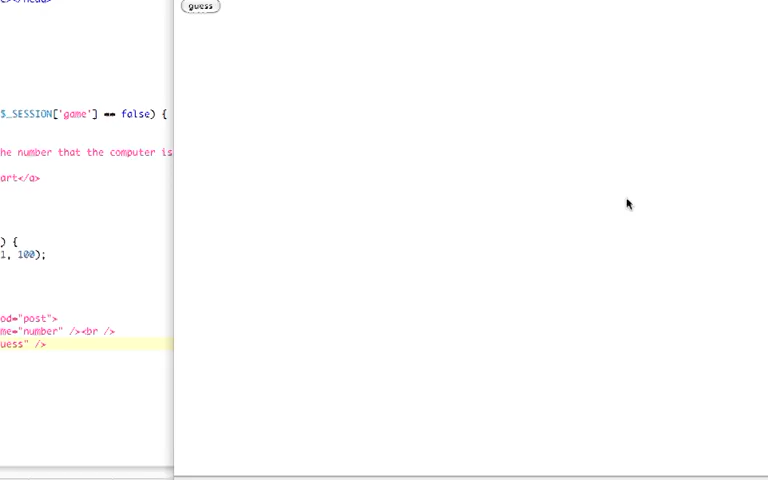 guess
$_SESSION['game'] == false) {
he number that the computer is
art</a>
) {
1, 100);
od="post">
me="number" /><br />
uess" />